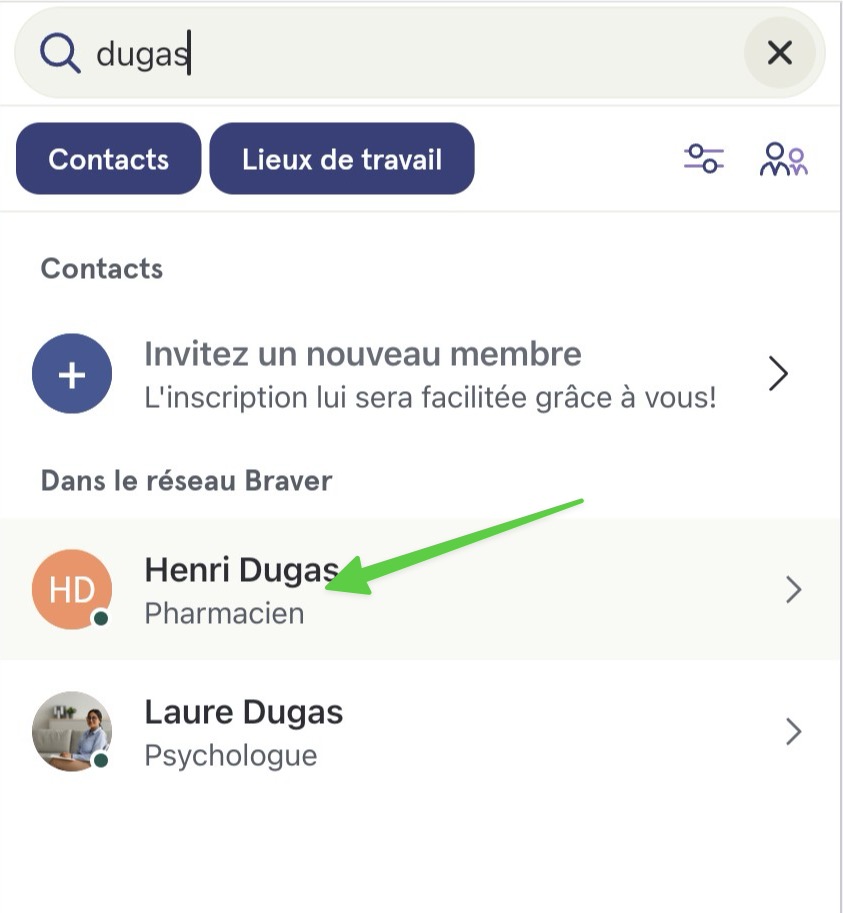 dugas
Contacts
Lieux de travail
Contacts
Invitez un nouveau membre
L'inscription lui sera facilitée grâce à vous!
Dans le réseau Braver
HD
Henri Dugas
Pharmacien
Laure Dugas
Psychologue